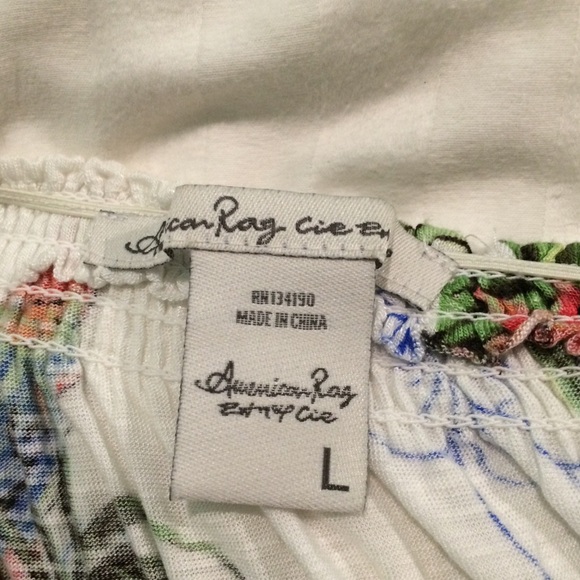 American Rag Cie
RN134190
MADE IN CHINA
American Rag
Cie
L